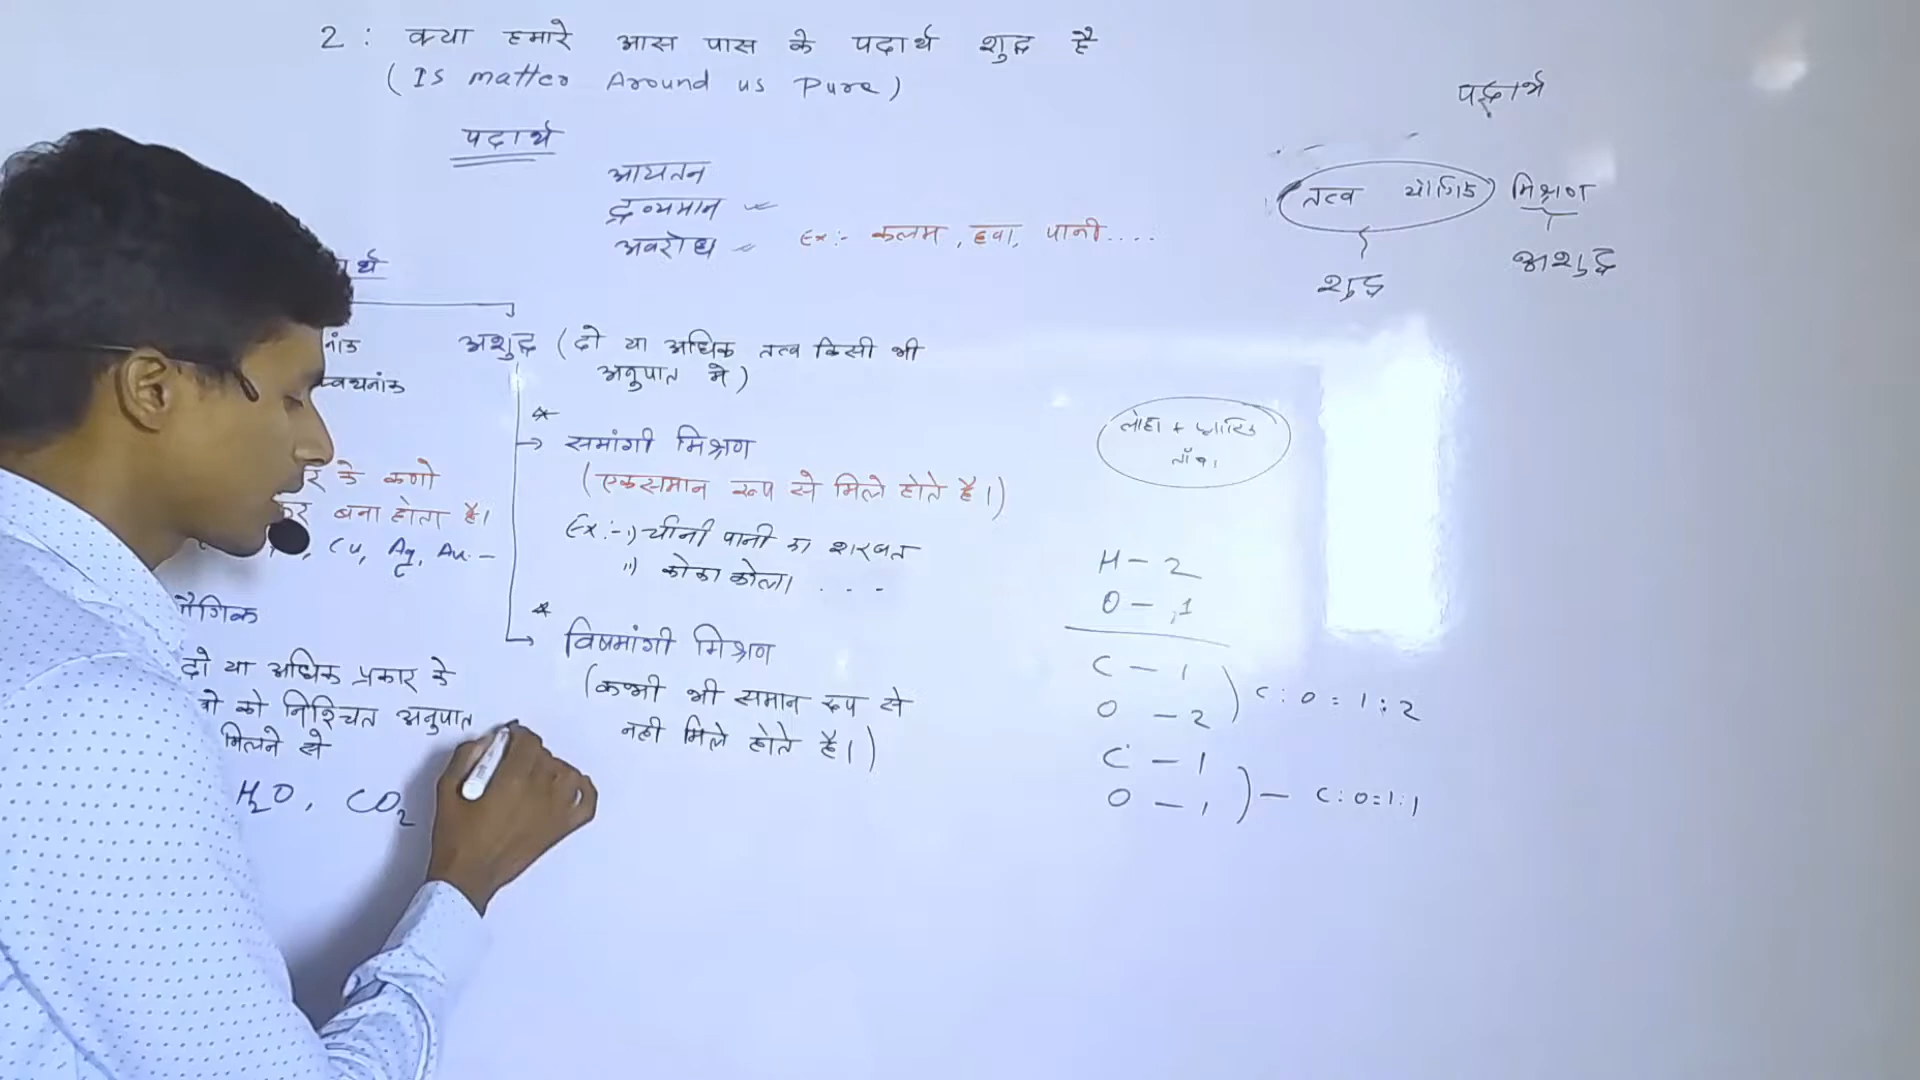 2 : क्या हमारे आस पास के पदार्थ शुद्ध है
(Is matter Around us Pure)
पदार्थ
आयतन
द्रव्यमान
अवरोध
Ex:- कलम, हवा, पानी....
अशुद्ध (दो या अधिक तत्व किसी भी
अनुपात मे)
* समांगी मिश्रण
(एकसमान रूप से मिले होते है।)
Ex:- i) चीनी पानी का शरबत
ii) कोका कोला . . .
* विषमांगी मिश्रण
(कभी भी समान रूप से
नही मिले होते है।)
के कणो
बना होता है।
, Cu, Ag, Au -
दो या अधिक प्रकार के
को निश्चित अनुपात
मिलने से
H2O, CO2
पदार्थ
तत्व यौगिक मिश्रण
शुद्ध
अशुद्ध
लोहा +
H - 2
O - 1
C - 1
O - 2
C : O = 1 : 2
C - 1
O - 1
- C : O = 1 : 1